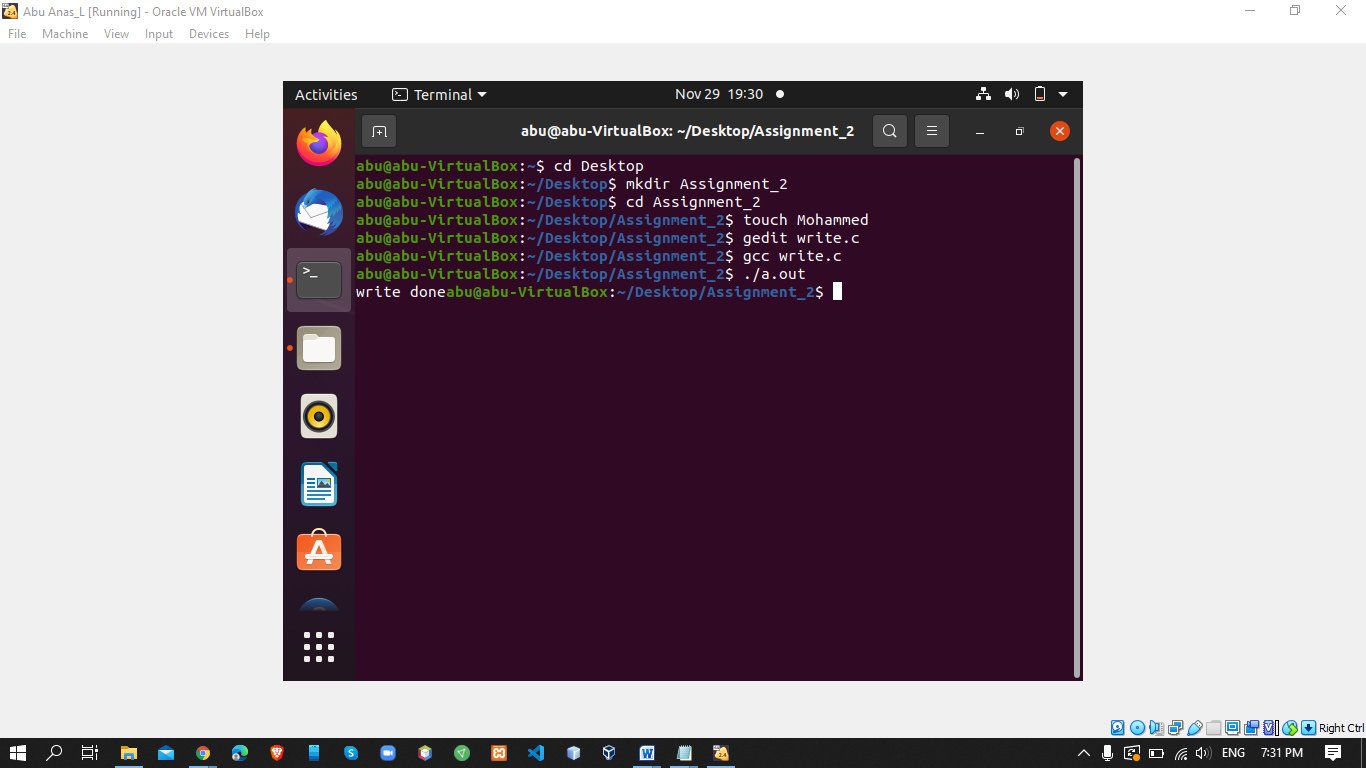 Abu Anas_L [Running] - Oracle VM VirtualBox
File Machine View Input Devices Help
Activities Terminal Nov 29 19:30
abu@abu-VirtualBox: ~/Desktop/Assignment_2
abu@abu-VirtualBox:~$ cd Desktop
abu@abu-VirtualBox:~/Desktop$ mkdir Assignment_2
abu@abu-VirtualBox:~/Desktop$ cd Assignment_2
abu@abu-VirtualBox:~/Desktop/Assignment_2$ touch Mohammed
abu@abu-VirtualBox:~/Desktop/Assignment_2$ gedit write.c
abu@abu-VirtualBox:~/Desktop/Assignment_2$ gcc write.c
abu@abu-VirtualBox:~/Desktop/Assignment_2$ ./a.out
write doneabu@abu-VirtualBox:~/Desktop/Assignment_2$
Right Ctrl
ENG 7:31 PM